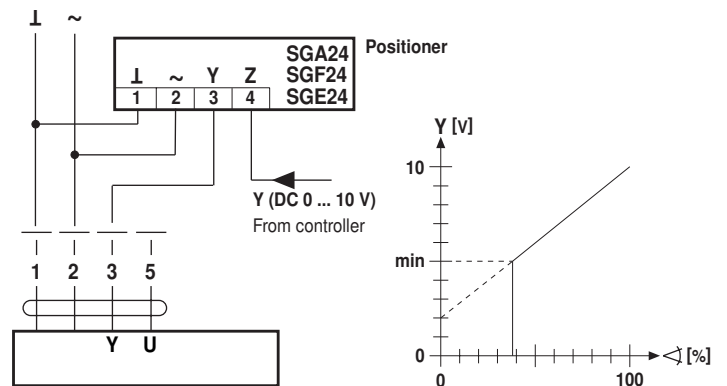 ⊥ ~
Positioner
SGA24
SGF24
SGE24
⊥ ~ Y Z
1 2 3 4
Y (DC 0 ... 10 V)
From controller
1 2 3 5
Y U
Y [V]
10
min
0
0 100
∢ [%]